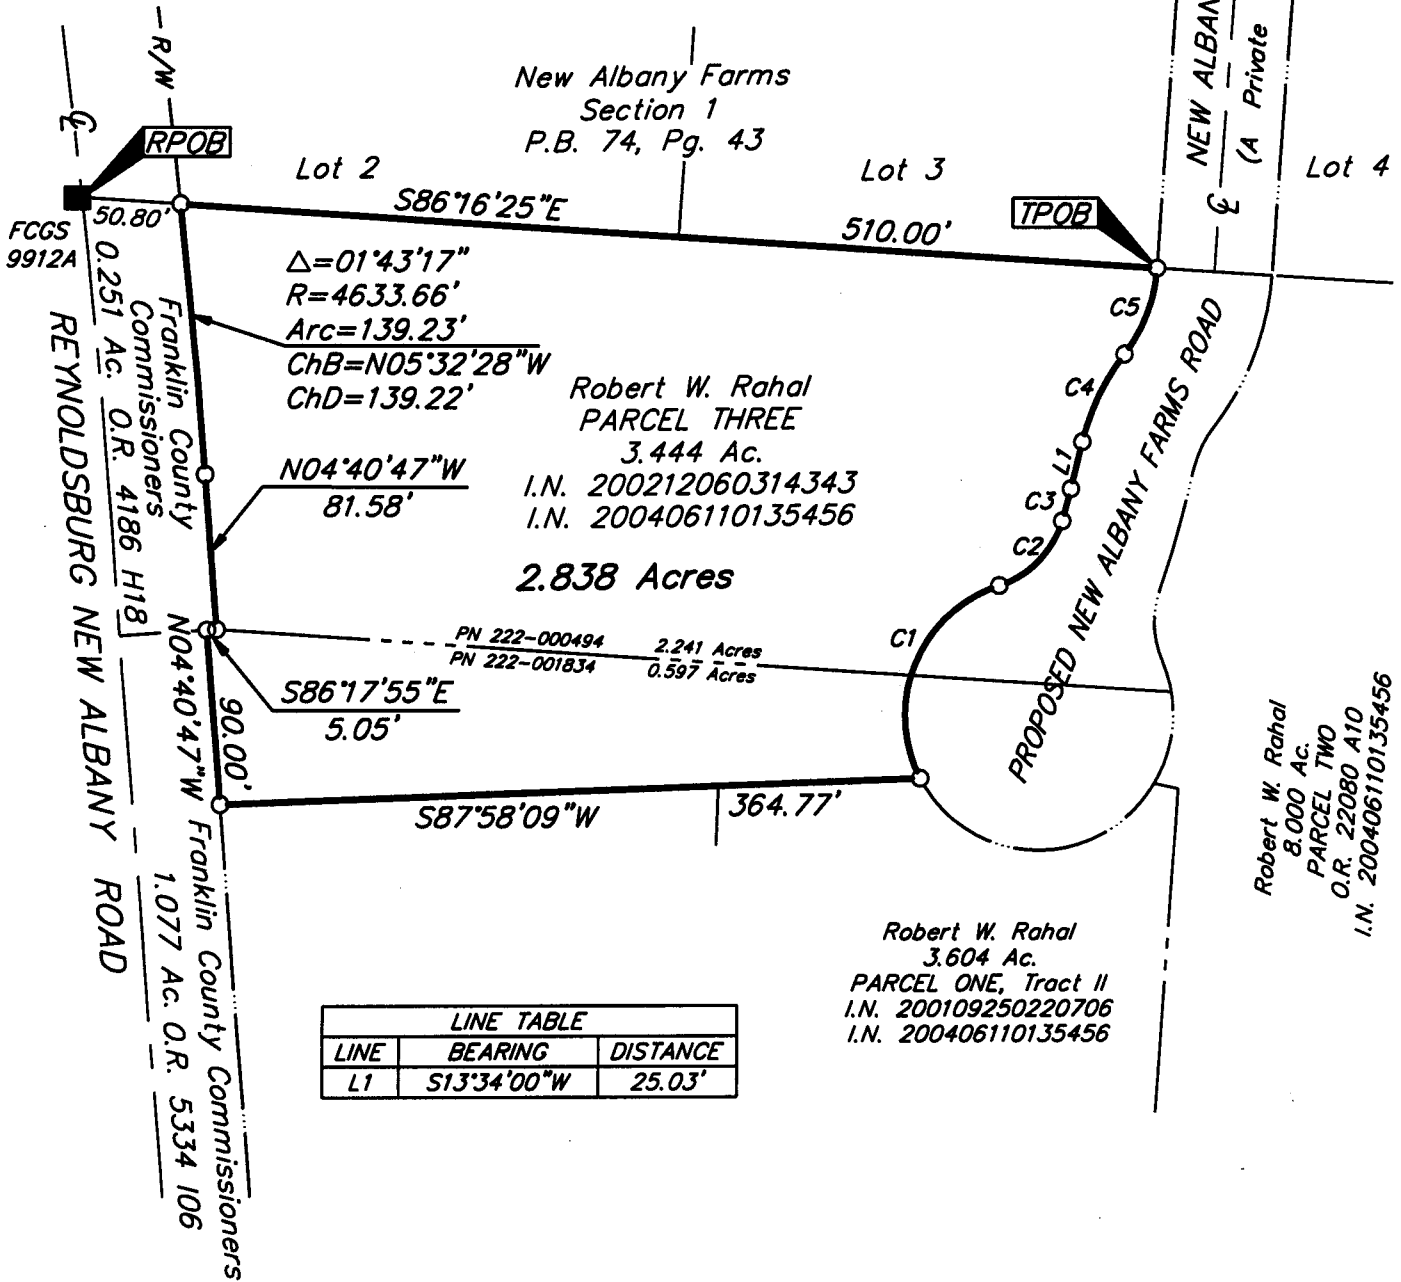 R/W
New Albany Farms
Section 1
P.B. 74, Pg. 43
NEW ALBAN
(A Private
℄
℄
RPOB
Lot 2
Lot 3
Lot 4
FCGS
9912A
50.80'
S86°16'25"E
510.00'
TPOB
Δ=01°43'17"
R=4633.66'
Arc=139.23'
ChB=N05°32'28"W
ChD=139.22'
C5
C4
L1
C3
C2
C1
Robert W. Rahal
PARCEL THREE
3.444 Ac.
I.N. 200212060314343
I.N. 200406110135456
N04°40'47"W
81.58'
2.838 Acres
PN 222-000494 2.241 Acres
PN 222-001834 0.597 Acres
S86°17'55"E
5.05'
N04°40'47"W
90.00'
S87°58'09"W
364.77'
Franklin County
Commissioners
0.251 Ac. O.R. 4186 H18
REYNOLDSBURG NEW ALBANY ROAD
Franklin County Commissioners
1.077 Ac. O.R. 5334 I06
PROPOSED NEW ALBANY FARMS ROAD
Robert W. Rahal
8.000 Ac.
PARCEL TWO
O.R. 22080 A10
I.N. 200406110135456
Robert W. Rahal
3.604 Ac.
PARCEL ONE, Tract II
I.N. 200109250220706
I.N. 200406110135456
LINE TABLE
LINE BEARING DISTANCE
L1 S13°34'00"W 25.03'